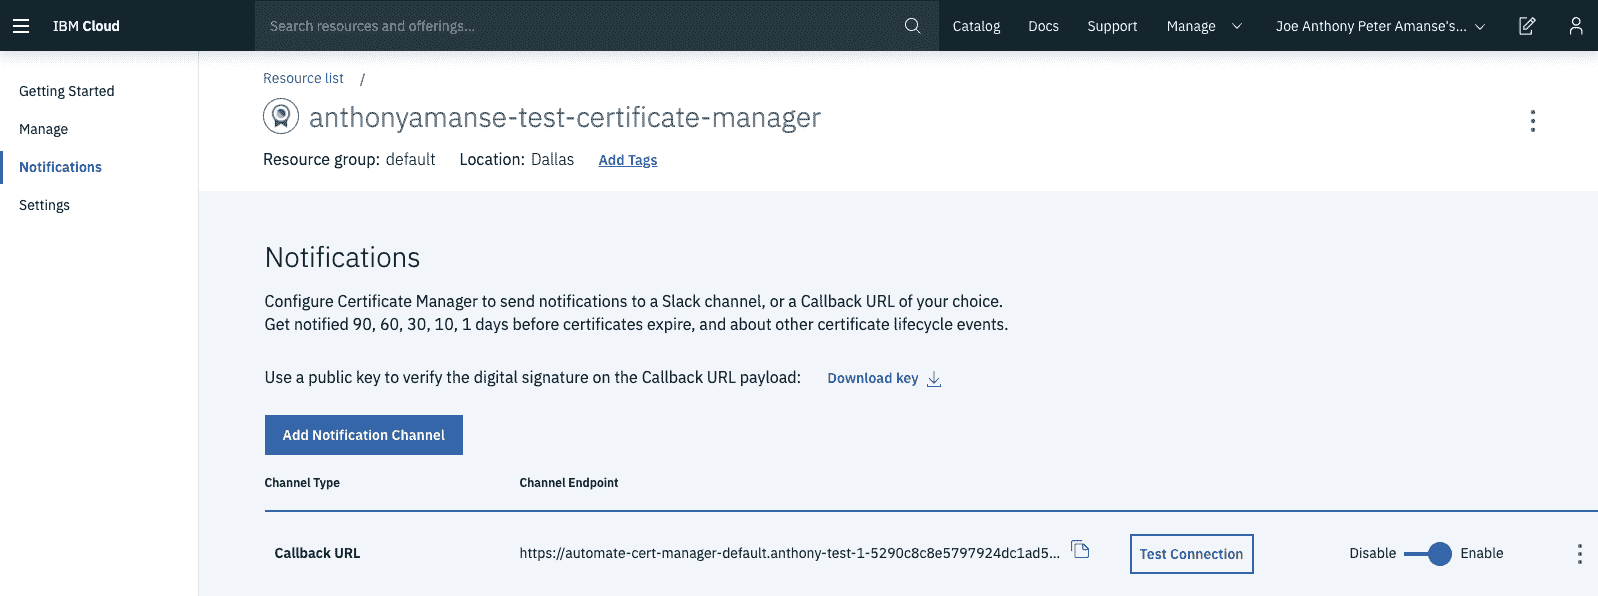 IBM Cloud
Search resources and offerings...
Catalog
Docs
Support
Manage
Joe Anthony Peter Amanse's...
Getting Started
Manage
Notifications
Settings
Resource list /
anthonyamanse-test-certificate-manager
Resource group: default Location: Dallas Add Tags
Notifications
Configure Certificate Manager to send notifications to a Slack channel, or a Callback URL of your choice.
Get notified 90, 60, 30, 10, 1 days before certificates expire, and about other certificate lifecycle events.
Use a public key to verify the digital signature on the Callback URL payload: Download key
Add Notification Channel
Channel Type Channel Endpoint
Callback URL https://automate-cert-manager-default.anthony-test-1-5290c8c8e5797924dc1ad5... Test Connection Disable Enable